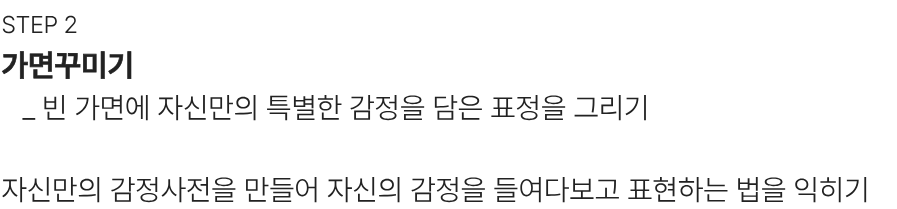 STEP 2
가면꾸미기
_ 빈 가면에 자신만의 특별한 감정을 담은 표정을 그리기
자신만의 감정사전을 만들어 자신의 감정을 들여다보고 표현하는 법을 익히기